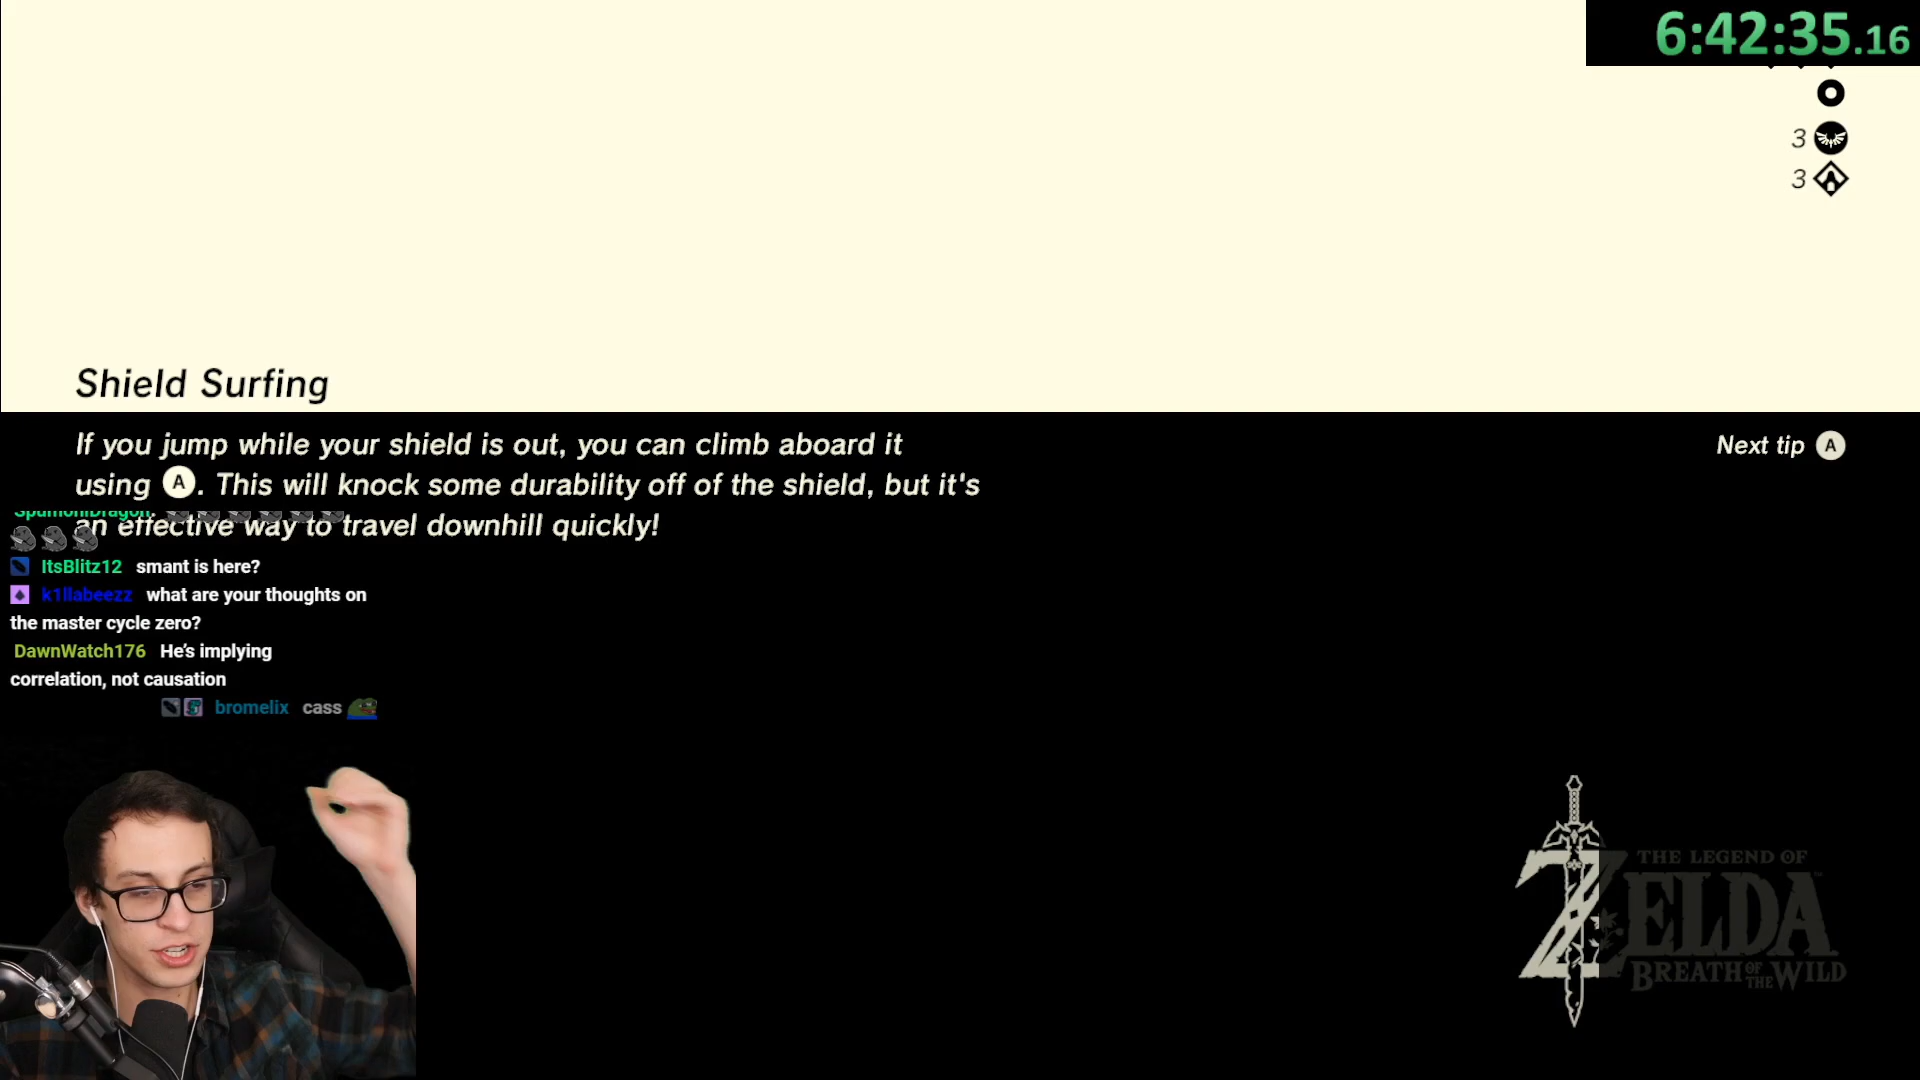 6:42:35.16
3
3
Shield Surfing
If you jump while your shield is out, you can climb aboard it
using A. This will knock some durability off of the shield, but it's
an effective way to travel downhill quickly!
Next tip A
SpumoniDragon:
ItsBlitz12 smant is here?
k1llabeezz what are your thoughts on
the master cycle zero?
DawnWatch176 He's implying
correlation, not causation
bromelix cass
THE LEGEND OF
ZELDA
BREATH OF THE WILD